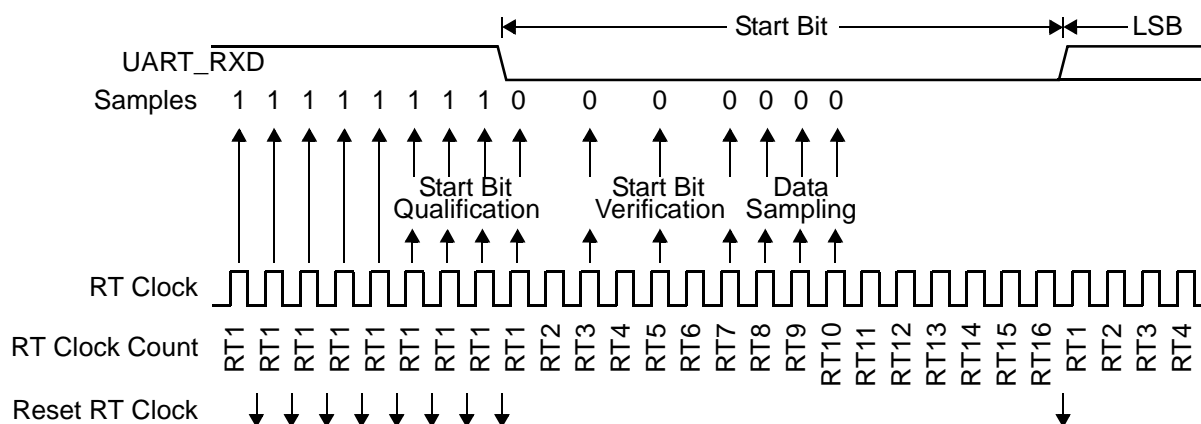 Start Bit LSB
UART_RXD
Samples 1 1 1 1 1 1 1 1 0 0 0 0 0 0 0
Start Bit Qualification
Start Bit Verification
Data Sampling
RT Clock
RT Clock Count RT1 RT1 RT1 RT1 RT1 RT1 RT1 RT1 RT1 RT2 RT3 RT4 RT5 RT6 RT7 RT8 RT9 RT10 RT11 RT12 RT13 RT14 RT15 RT16 RT1 RT2 RT3 RT4
Reset RT Clock